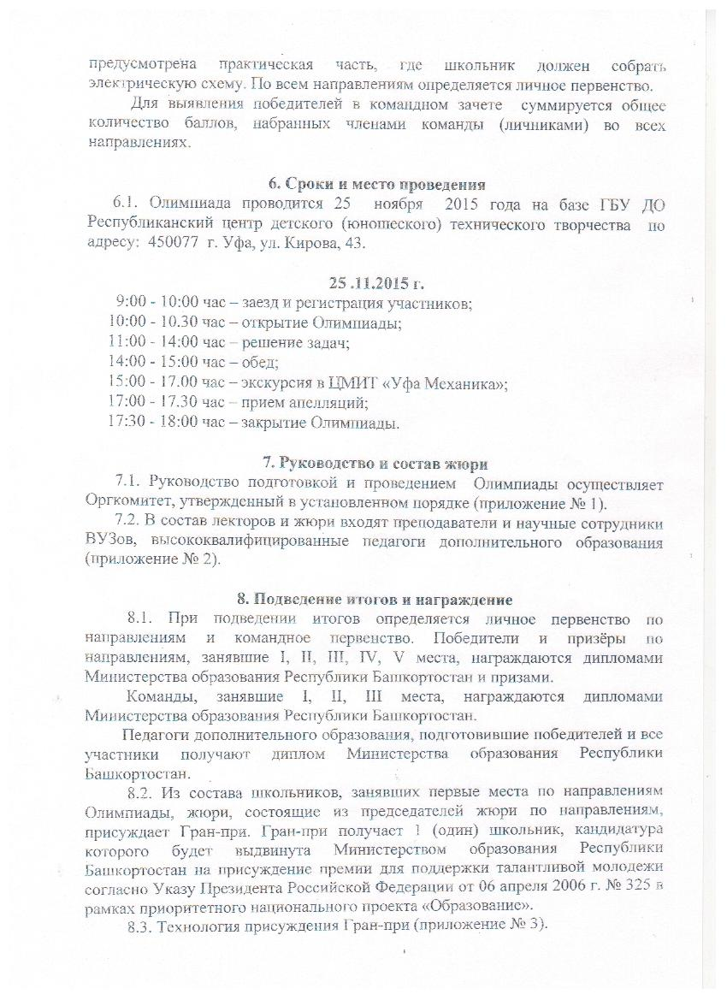 предусмотрена практическая часть, где школьник должен собрать
электрическую схему. По всем направлениям определяется личное первенство.
Для выявления победителей в командном зачете суммируется общее
количество баллов, набранных членами команды (личниками) во всех
направлениях.
6. Сроки и место проведения
6.1. Олимпиада проводится 25 ноября 2015 года на базе ГБУ ДО
Республиканский центр детского (юношеского) технического творчества по
адресу: 450077 г. Уфа, ул. Кирова, 43.
25 .11.2015 г.
9:00 - 10:00 час – заезд и регистрация участников;
10:00 - 10.30 час – открытие Олимпиады;
11:00 - 14:00 час – решение задач;
14:00 - 15:00 час – обед;
15:00 - 17.00 час – экскурсия в ЦМИТ «Уфа Механика»;
17:00 - 17.30 час – прием апелляций;
17:30 - 18:00 час – закрытие Олимпиады.
7. Руководство и состав жюри
7.1. Руководство подготовкой и проведением Олимпиады осуществляет
Оргкомитет, утвержденный в установленном порядке (приложение № 1).
7.2. В состав лекторов и жюри входят преподаватели и научные сотрудники
ВУЗов, высококвалифицированные педагоги дополнительного образования
(приложение № 2).
8. Подведение итогов и награждение
8.1. При подведении итогов определяется личное первенство по
направлениям и командное первенство. Победители и призёры по
направлениям, занявшие I, II, III, IV, V места, награждаются дипломами
Министерства образования Республики Башкортостан и призами.
Команды, занявшие I, II, III места, награждаются дипломами
Министерства образования Республики Башкортостан.
Педагоги дополнительного образования, подготовившие победителей и все
участники получают диплом Министерства образования Республики
Башкортостан.
8.2. Из состава школьников, занявших первые места по направлениям
Олимпиады, жюри, состоящие из председателей жюри по направлениям,
присуждает Гран-при. Гран-при получает 1 (один) школьник, кандидатура
которого будет выдвинута Министерством образования Республики
Башкортостан на присуждение премии для поддержки талантливой молодежи
согласно Указу Президента Российской Федерации от 06 апреля 2006 г. № 325 в
рамках приоритетного национального проекта «Образование».
8.3. Технология присуждения Гран-при (приложение № 3).